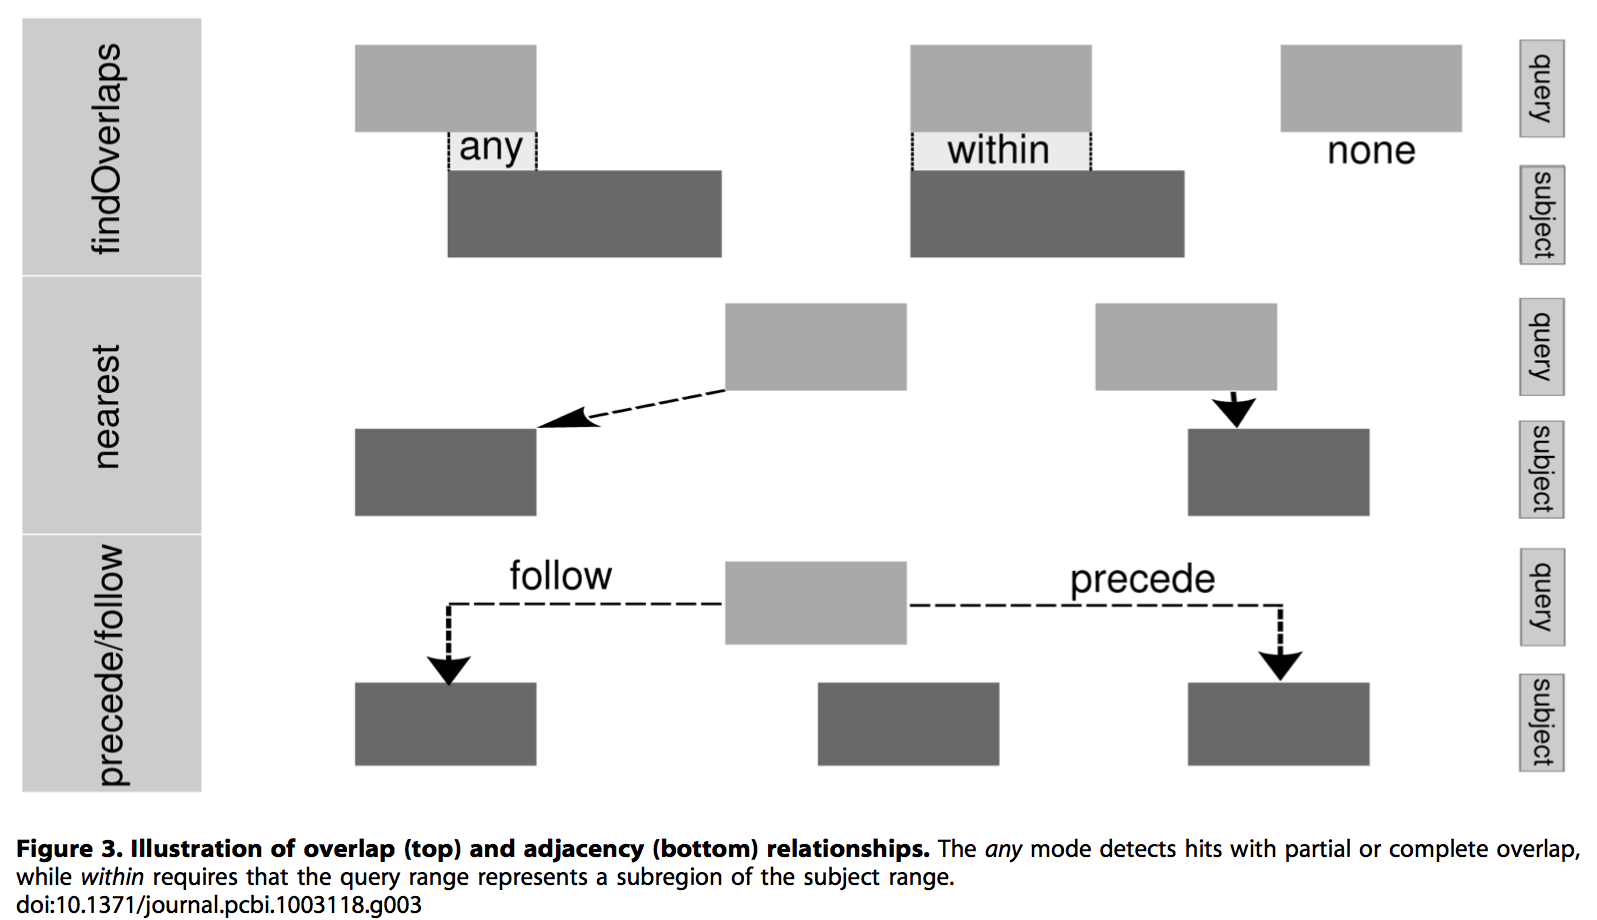 findOverlaps
any
within
none
query
subject
nearest
query
subject
precede/follow
follow
precede
query
subject
Figure 3. Illustration of overlap (top) and adjacency (bottom) relationships. The any mode detects hits with partial or complete overlap,
while within requires that the query range represents a subregion of the subject range.
doi:10.1371/journal.pcbi.1003118.g003